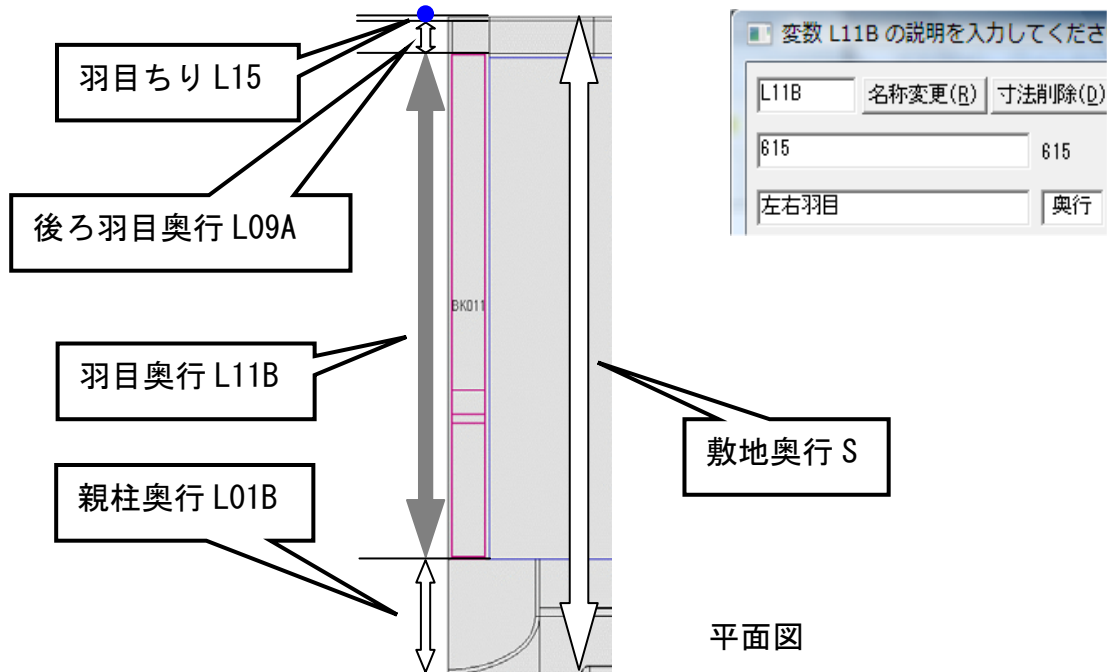 羽目ちり L15
後ろ羽目奥行 L09A
BK011
羽目奥行 L11B
親柱奥行 L01B
敷地奥行 S
平面図
変数 L11B の説明を入力してくださ
L11B 名称変更(R) 寸法削除(D)
615 615
左右羽目 奥行